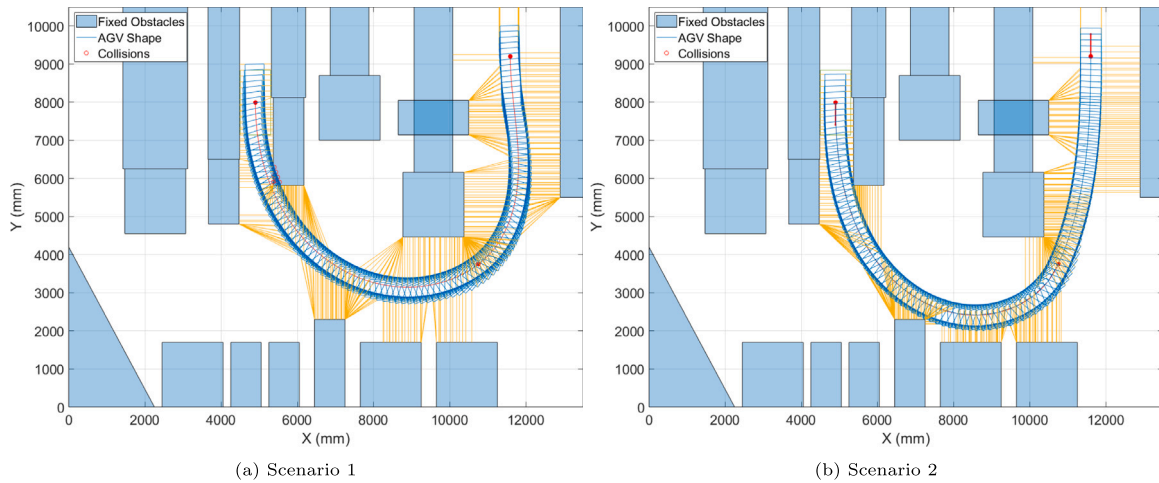 Fixed Obstacles
AGV Shape
Collisions
10000
9000
8000
7000
6000
5000
4000
3000
2000
1000
0
Y (mm)
0 2000 4000 6000 8000 10000 12000
X (mm)
(a) Scenario 1
Fixed Obstacles
AGV Shape
Collisions
10000
9000
8000
7000
6000
5000
4000
3000
2000
1000
0
Y (mm)
0 2000 4000 6000 8000 10000 12000
X (mm)
(b) Scenario 2